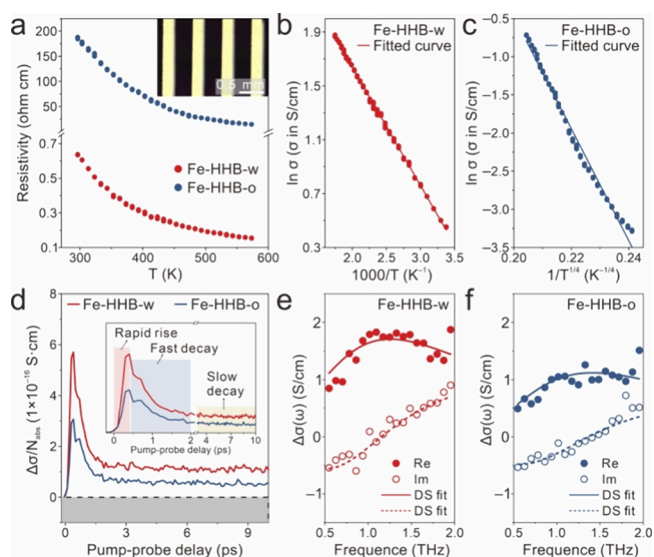 a
Resistivity (ohm cm)
200
150
100
50
0.7
0.5
0.3
0.1
0.5 mm
Fe-HHB-w
Fe-HHB-o
300 400 500 600
T (K)
b
Fe-HHB-w
Fitted curve
ln σ (σ in S/cm)
1.9
1.6
1.3
1.0
0.7
0.3
1.5 2.0 2.5 3.0 3.5
1000/T (K⁻¹)
c
Fe-HHB-o
Fitted curve
ln σ (σ in S/cm)
-0.5
-1.0
-1.5
-2.0
-2.5
-3.0
-3.5
0.20 0.22 0.24
1/T^1/4 (K^-1/4)
d
Fe-HHB-w Fe-HHB-o
Δσ/Nabs (1×10⁻¹⁶ S·cm)
8
6
4
2
0
Rapid rise
Fast decay
Slow decay
0 1 2 4 7 10
Pump-probe delay (ps)
0 3 6 9
Pump-probe delay (ps)
e
Fe-HHB-w
Δσ(ω) (S/cm)
2
1
0
-1
Re
Im
DS fit
DS fit
0.5 1.0 1.5 2.0
Frequence (THz)
f
Fe-HHB-o
Δσ(ω) (S/cm)
2
1
0
-1
Re
Im
DS fit
DS fit
0.5 1.0 1.5 2.0
Frequence (THz)